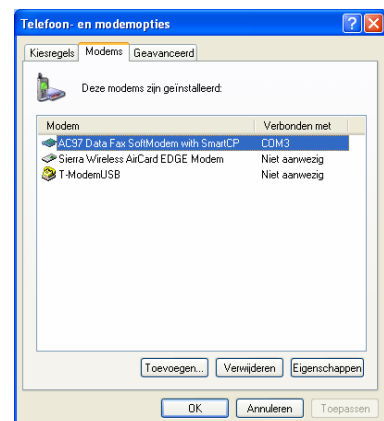 Telefoon- en modemopties
Kiesregels Modems Geavanceerd
Deze modems zijn geïnstalleerd:
Modem Verbonden met
AC97 Data Fax SoftModem with SmartCP COM3
Sierra Wireless AirCard EDGE Modem Niet aanwezig
T-ModemUSB Niet aanwezig
Toevoegen... Verwijderen Eigenschappen
OK Annuleren Toepassen